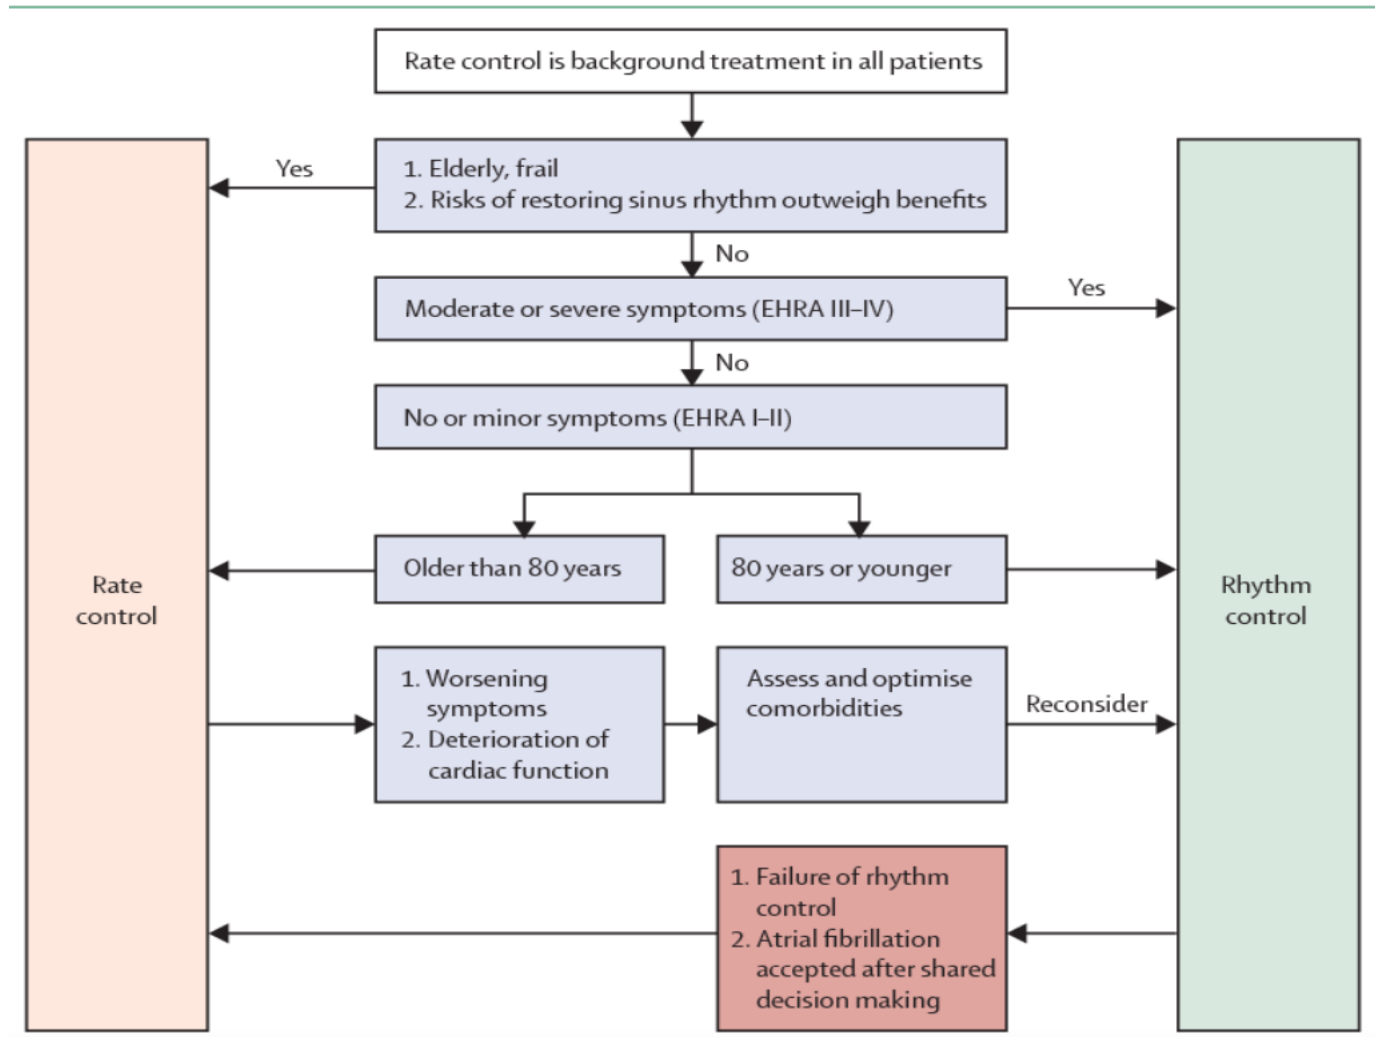 Rate control is background treatment in all patients
Yes
1. Elderly, frail
2. Risks of restoring sinus rhythm outweigh benefits
No
Moderate or severe symptoms (EHRA III–IV)
Yes
No
No or minor symptoms (EHRA I–II)
Older than 80 years
80 years or younger
Rate
control
Rhythm
control
1. Worsening
symptoms
2. Deterioration of
cardiac function
Assess and optimise
comorbidities
Reconsider
1. Failure of rhythm
control
2. Atrial fibrillation
accepted after shared
decision making